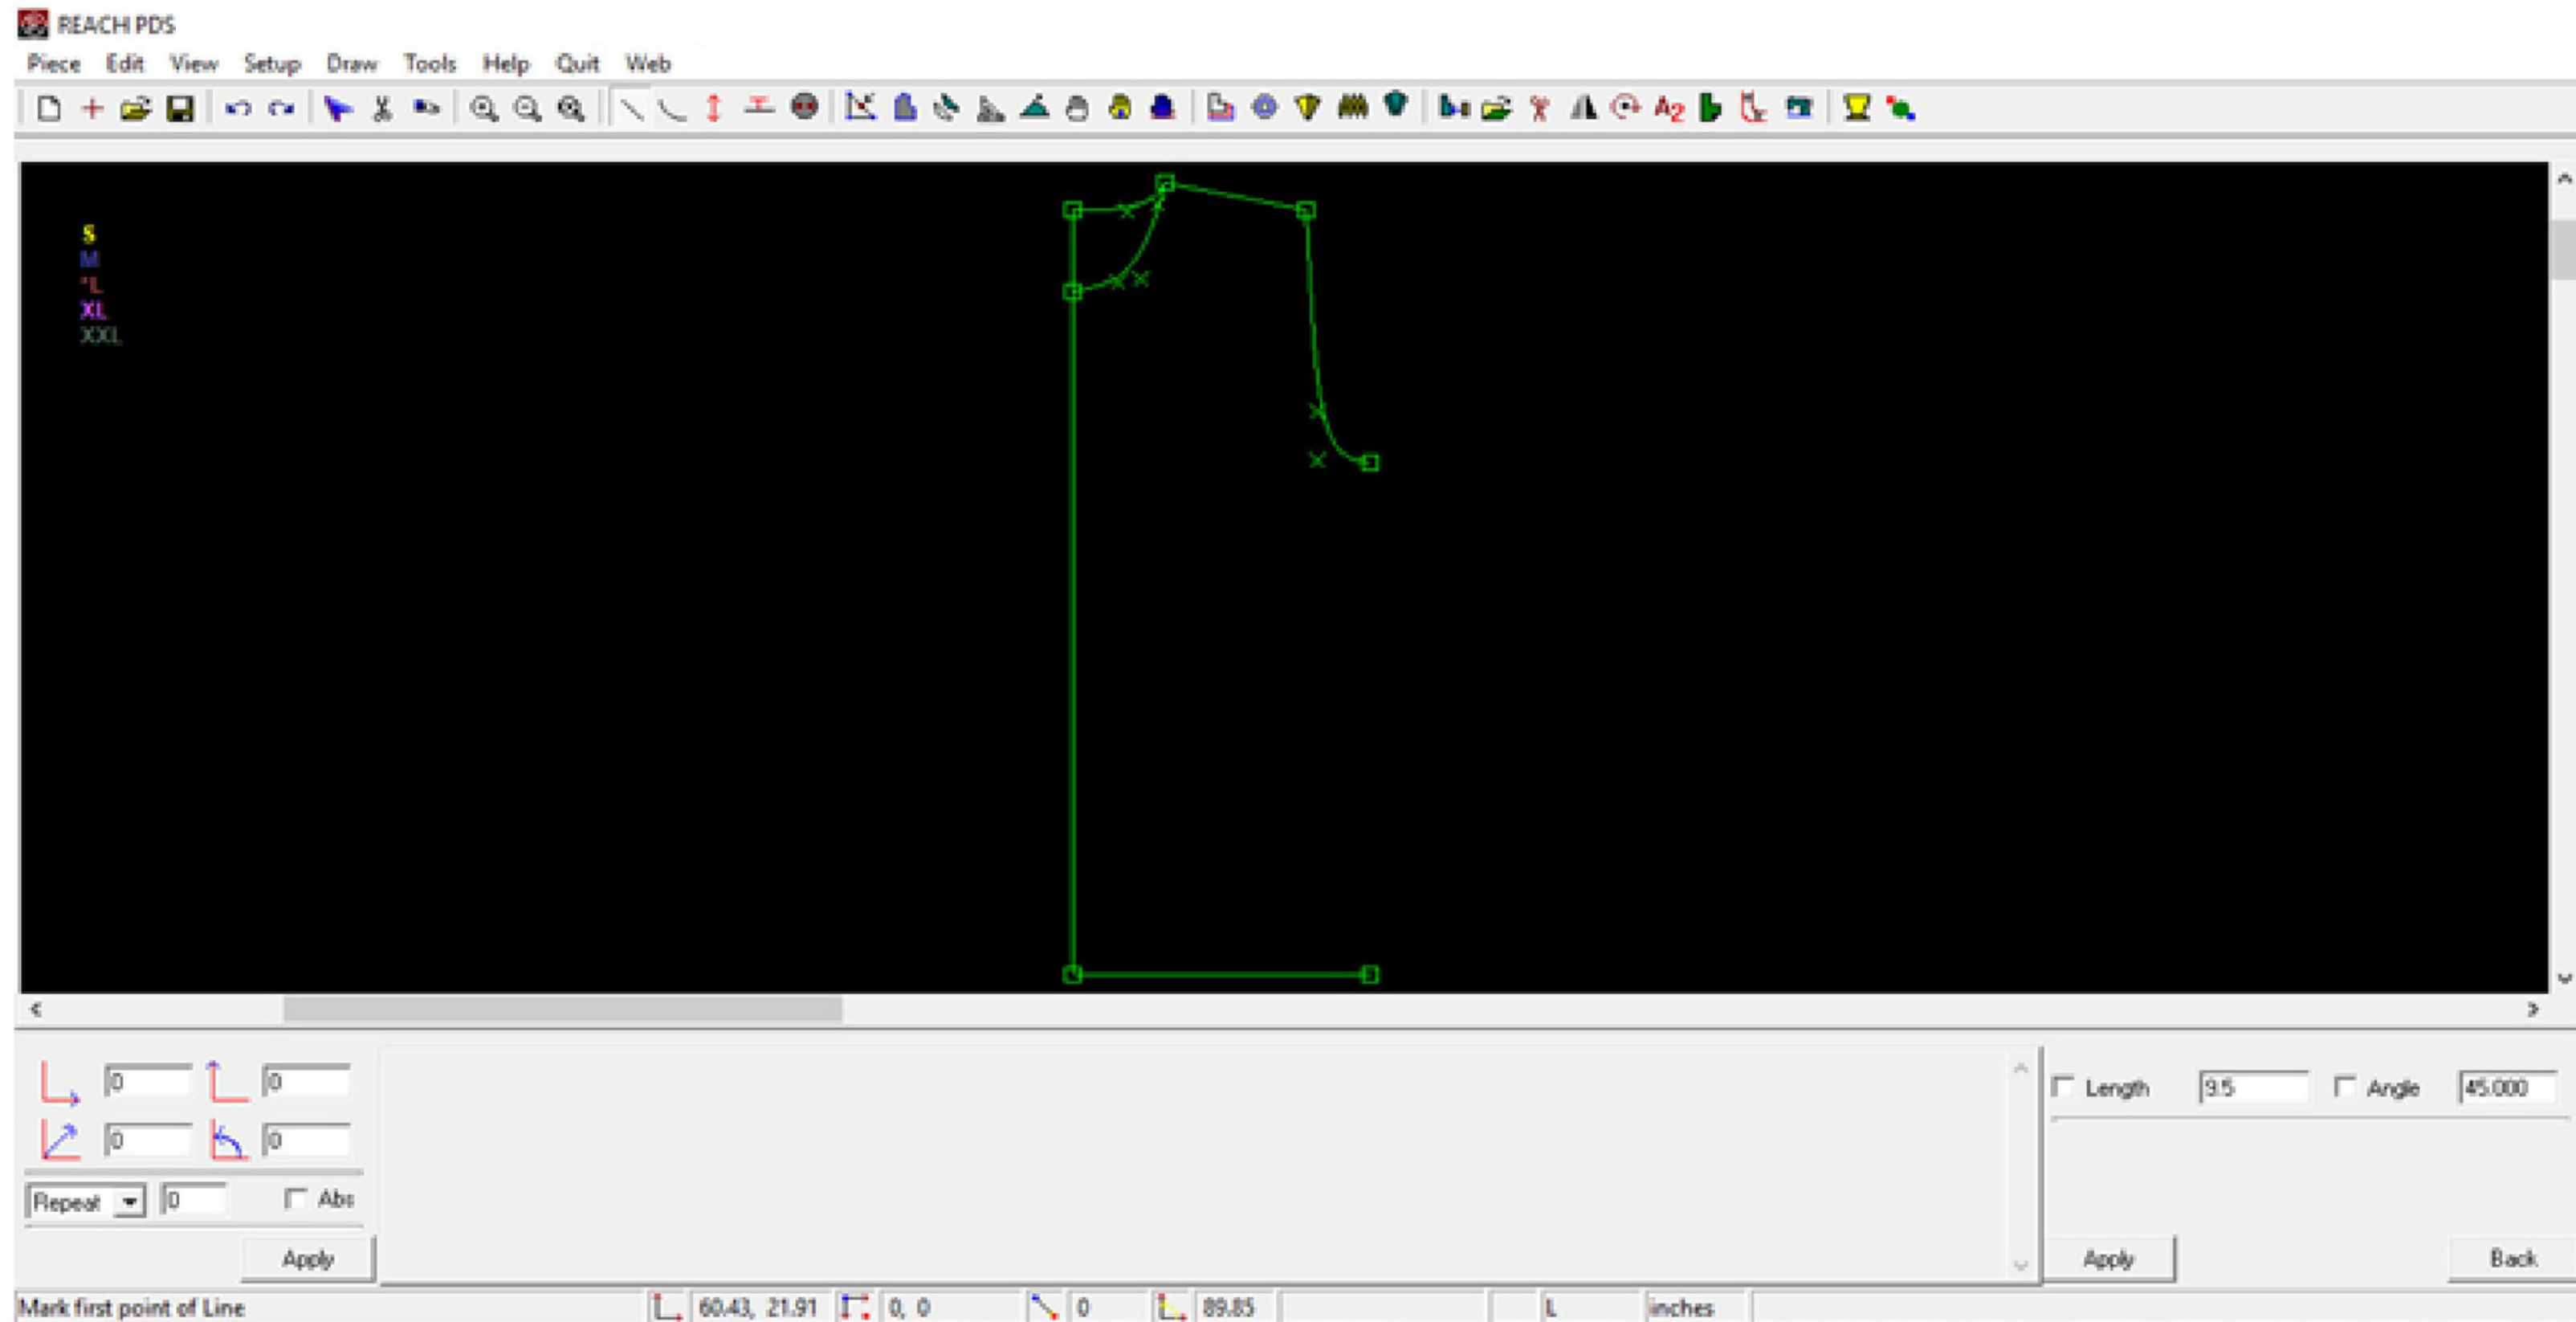 REACH PDS
Piece Edit View Setup Draw Tools Help Quit Web
A2
S
M
*L
XL
XXL
0 0
Length 9.5 Angle 45.000
0 0
Repeat 0 Abs
Apply Apply Back
Mark first point of Line 60.43, 21.91 0, 0 0 89.85 L inches